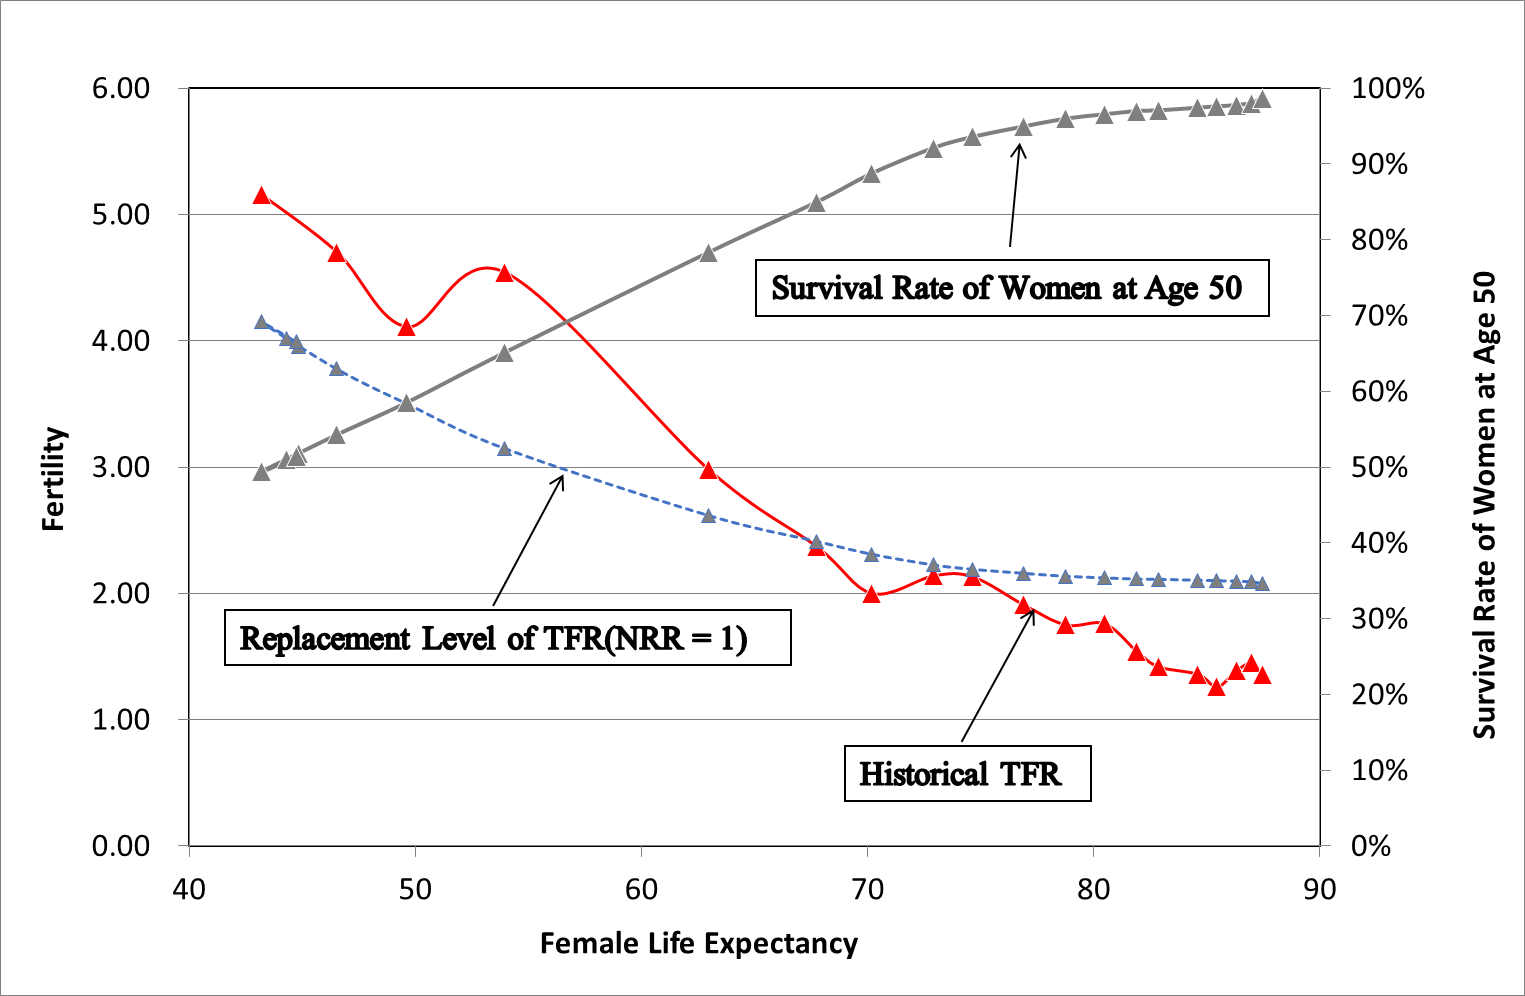 6.00
5.00
4.00
3.00
2.00
1.00
0.00
100%
90%
80%
70%
60%
50%
40%
30%
20%
10%
0%
40 50 60 70 80 90
Fertility
Female Life Expectancy
Survival Rate of Women at Age 50
Survival Rate of Women at Age 50
Replacement Level of TFR(NRR = 1)
Historical TFR